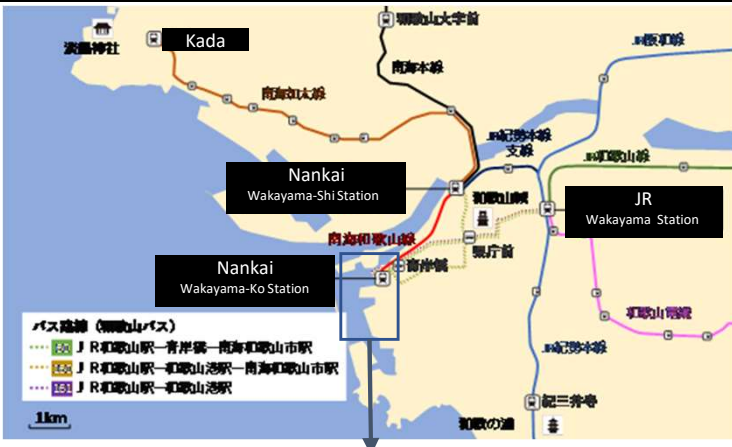 Kada
淡嶋神社
和歌山大学前
南海本線
JR阪和線
南海加太線
JR紀勢本線
支線
JR和歌山線
Nankai
Wakayama-Shi Station
和歌山城
JR
Wakayama Station
南海和歌山線
県庁前
Nankai
Wakayama-Ko Station
青岸橋
和歌山電鐵
バス路線（和歌山バス）
JR和歌山駅ー青岸橋ー南海和歌山市駅
JR和歌山駅ー和歌山港駅ー南海和歌山市駅
JR和歌山駅ー和歌山港駅
JR紀勢本線
1km
和歌の浦
紀三井寺